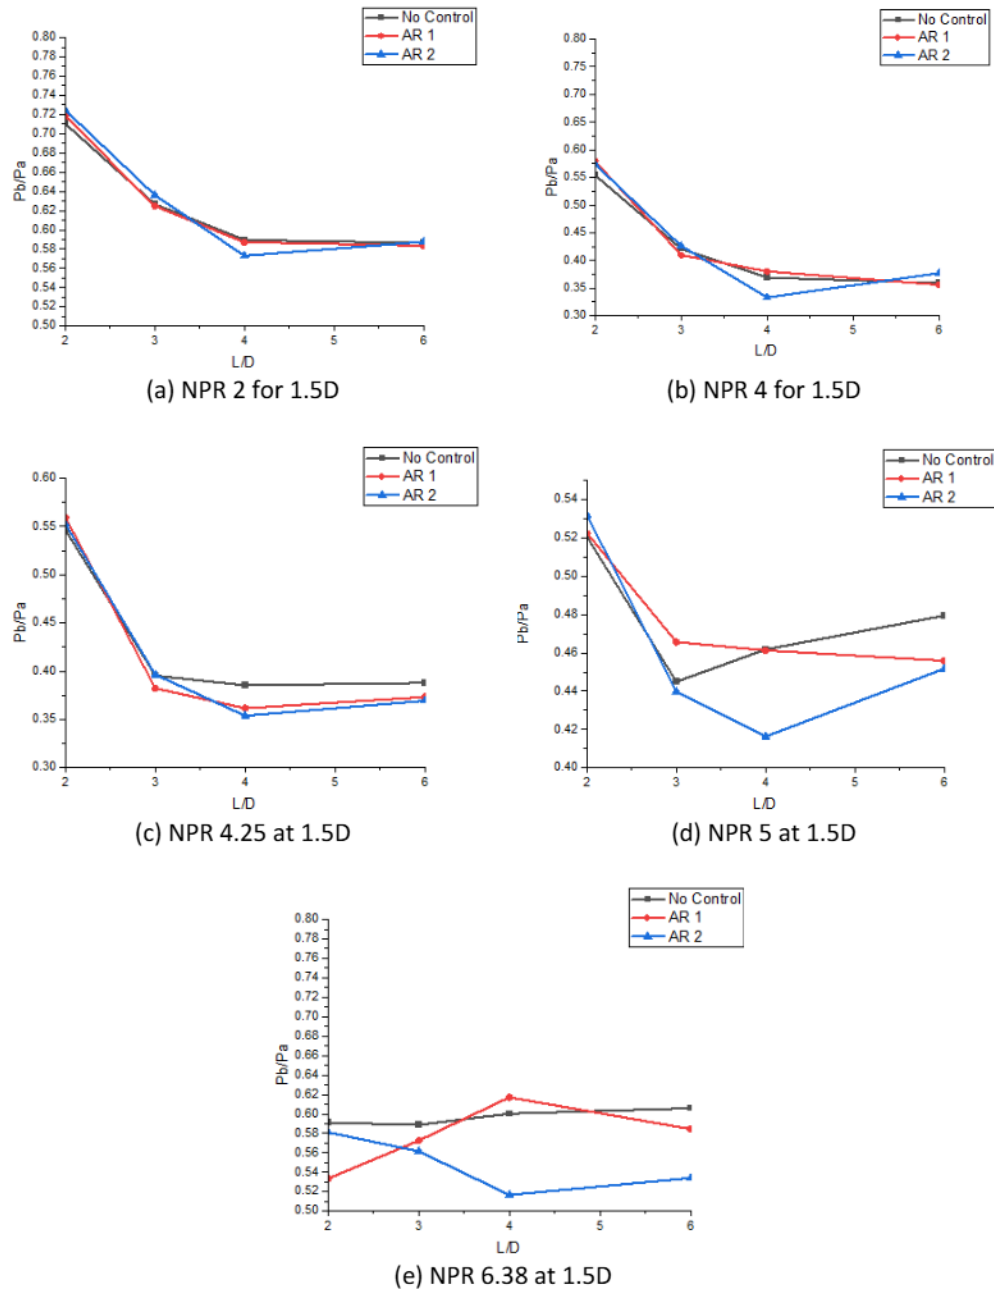 No Control
AR 1
AR 2
0.80
0.78
0.76
0.74
0.72
0.70
0.68
0.66
0.64
0.62
0.60
0.58
0.56
0.54
0.52
0.50
Pb/Pa
2 3 4 5 6
L/D
(a) NPR 2 for 1.5D
No Control
AR 1
AR 2
0.80
0.75
0.70
0.65
0.60
0.55
0.50
0.45
0.40
0.35
0.30
Pb/Pa
2 3 4 5 6
L/D
(b) NPR 4 for 1.5D
No Control
AR 1
AR 2
0.60
0.55
0.50
0.45
0.40
0.35
0.30
Pb/Pa
2 3 4 5 6
L/D
(c) NPR 4.25 at 1.5D
No Control
AR 1
AR 2
0.54
0.52
0.50
0.48
0.46
0.44
0.42
0.40
Pb/Pa
2 3 4 5 6
L/D
(d) NPR 5 at 1.5D
No Control
AR 1
AR 2
0.80
0.78
0.76
0.74
0.72
0.70
0.68
0.66
0.64
0.62
0.60
0.58
0.56
0.54
0.52
0.50
Pb/Pa
2 3 4 5 6
L/D
(e) NPR 6.38 at 1.5D